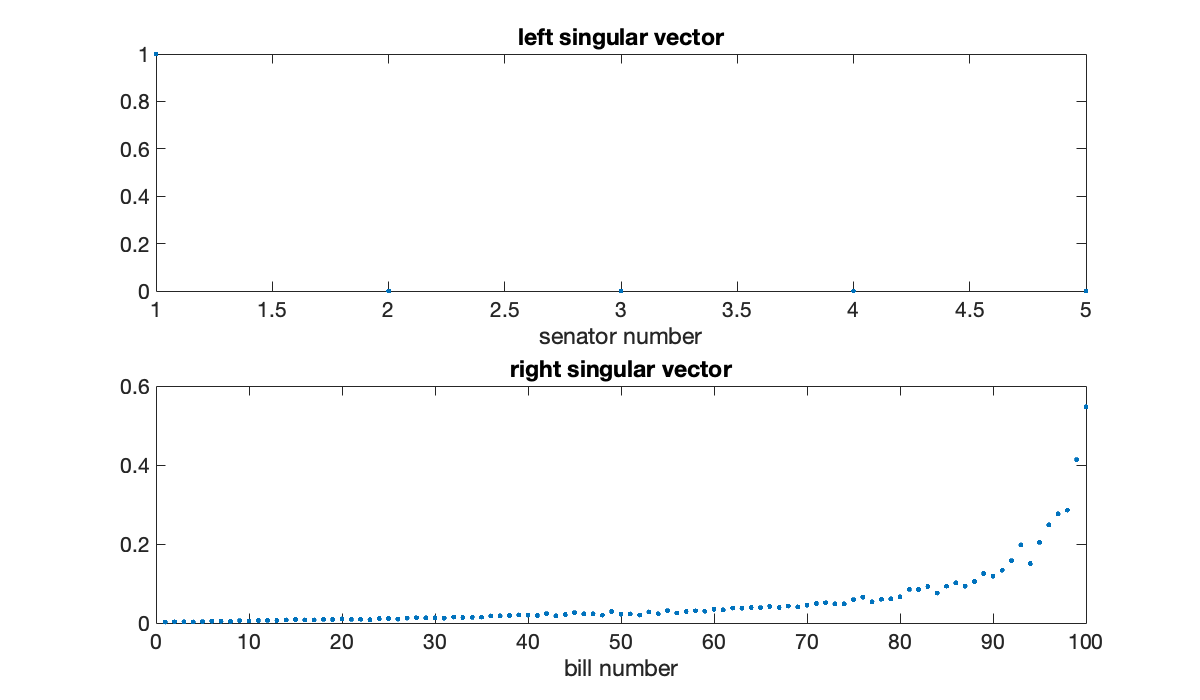 left singular vector
1
0.8
0.6
0.4
0.2
0
1 1.5 2 2.5 3 3.5 4 4.5 5
senator number
right singular vector
0.6
0.4
0.2
0
0 10 20 30 40 50 60 70 80 90 100
bill number